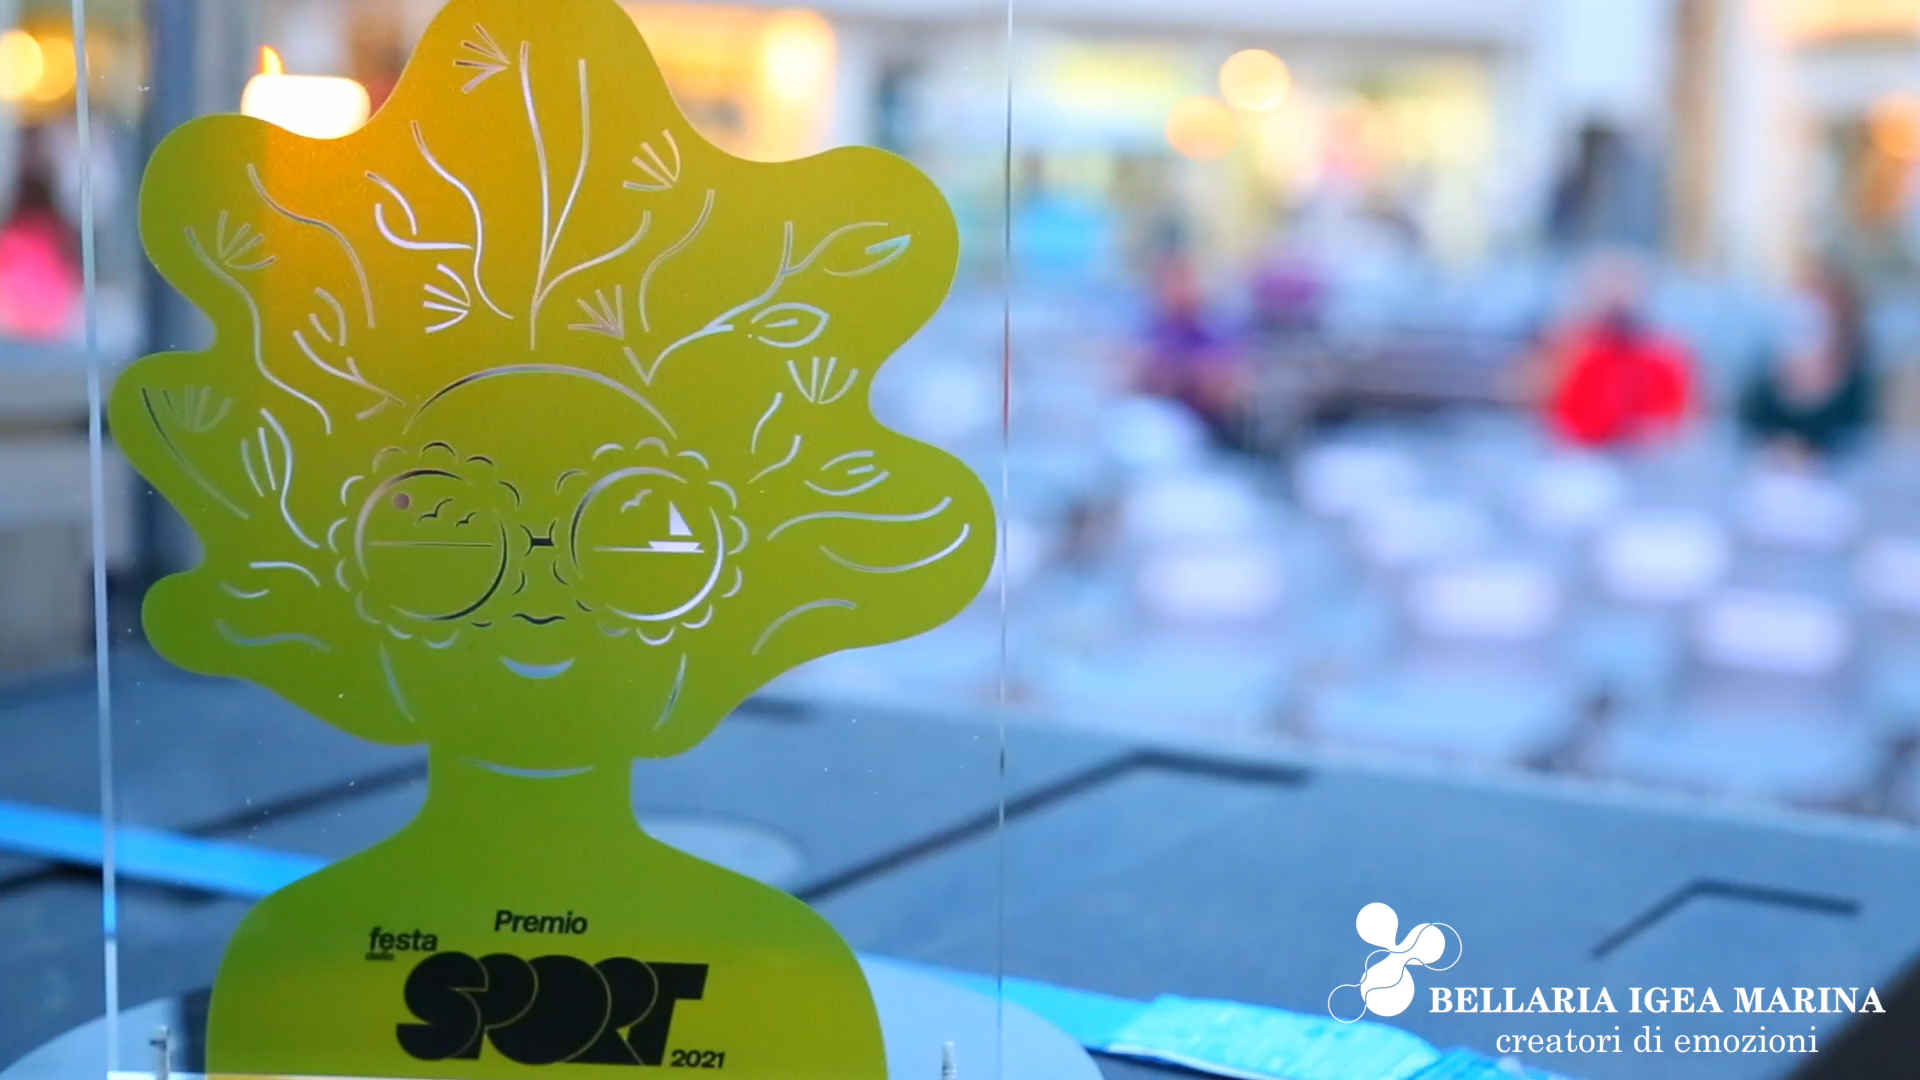 Premio
festa
dello
SPORT
2021
BELLARIA IGEA MARINA
creatori di emozioni